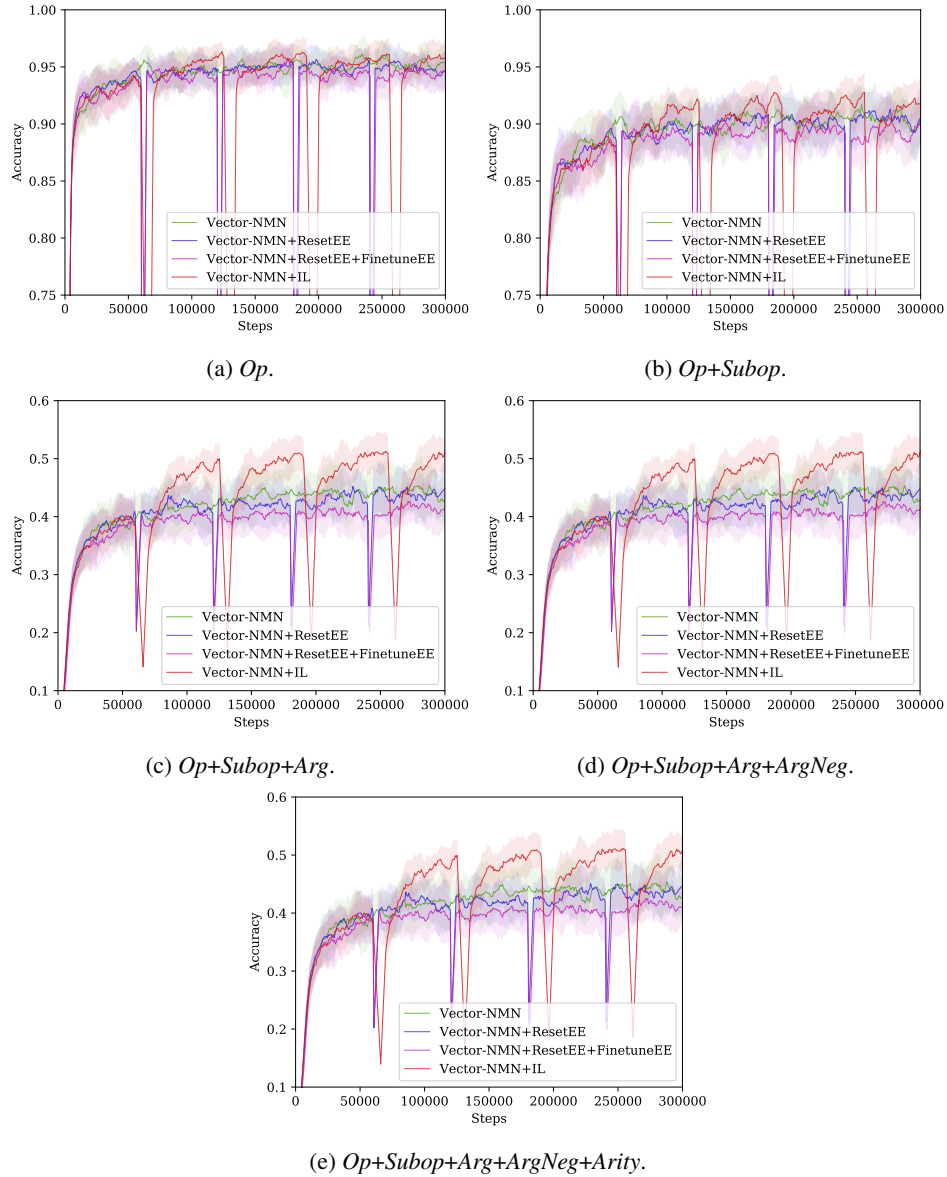 1.00
0.95
0.90
0.85
0.80
0.75
Accuracy
0 50000 100000 150000 200000 250000 300000
Steps
Vector-NMN
Vector-NMN+ResetEE
Vector-NMN+ResetEE+FinetuneEE
Vector-NMN+IL
(a) Op.
1.00
0.95
0.90
0.85
0.80
0.75
Accuracy
0 50000 100000 150000 200000 250000 300000
Steps
Vector-NMN
Vector-NMN+ResetEE
Vector-NMN+ResetEE+FinetuneEE
Vector-NMN+IL
(b) Op+Subop.
0.6
0.5
0.4
0.3
0.2
0.1
Accuracy
0 50000 100000 150000 200000 250000 300000
Steps
Vector-NMN
Vector-NMN+ResetEE
Vector-NMN+ResetEE+FinetuneEE
Vector-NMN+IL
(c) Op+Subop+Arg.
0.6
0.5
0.4
0.3
0.2
0.1
Accuracy
0 50000 100000 150000 200000 250000 300000
Steps
Vector-NMN
Vector-NMN+ResetEE
Vector-NMN+ResetEE+FinetuneEE
Vector-NMN+IL
(d) Op+Subop+Arg+ArgNeg.
0.6
0.5
0.4
0.3
0.2
0.1
Accuracy
0 50000 100000 150000 200000 250000 300000
Steps
Vector-NMN
Vector-NMN+ResetEE
Vector-NMN+ResetEE+FinetuneEE
Vector-NMN+IL
(e) Op+Subop+Arg+ArgNeg+Arity.